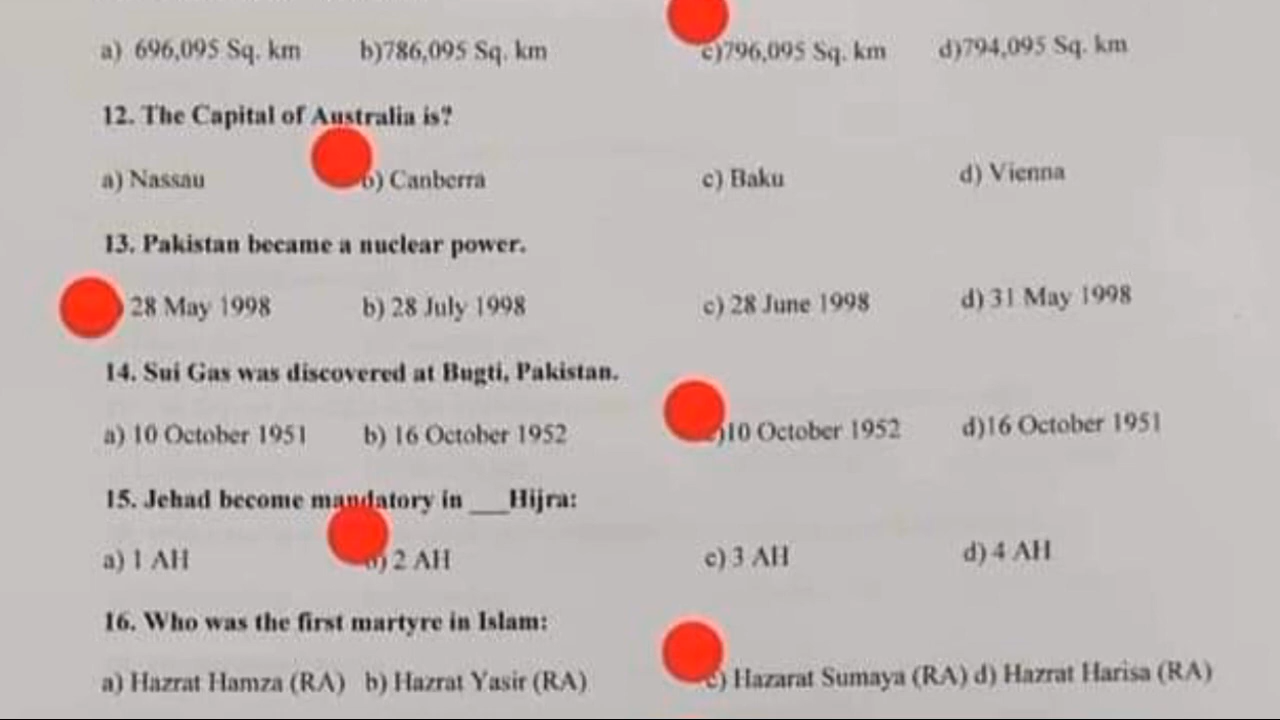 a) 696,095 Sq. km b)786,095 Sq. km c)796,095 Sq. km d)794,095 Sq. km
12. The Capital of Australia is?
a) Nassau b) Canberra c) Baku d) Vienna
13. Pakistan became a nuclear power.
28 May 1998 b) 28 July 1998 c) 28 June 1998 d) 31 May 1998
14. Sui Gas was discovered at Bugti, Pakistan.
a) 10 October 1951 b) 16 October 1952 )10 October 1952 d)16 October 1951
15. Jehad become mandatory in ___Hijra:
a) 1 AH b) 2 AH c) 3 AH d) 4 AH
16. Who was the first martyre in Islam:
a) Hazrat Hamza (RA) b) Hazrat Yasir (RA) c) Hazarat Sumaya (RA) d) Hazrat Harisa (RA)